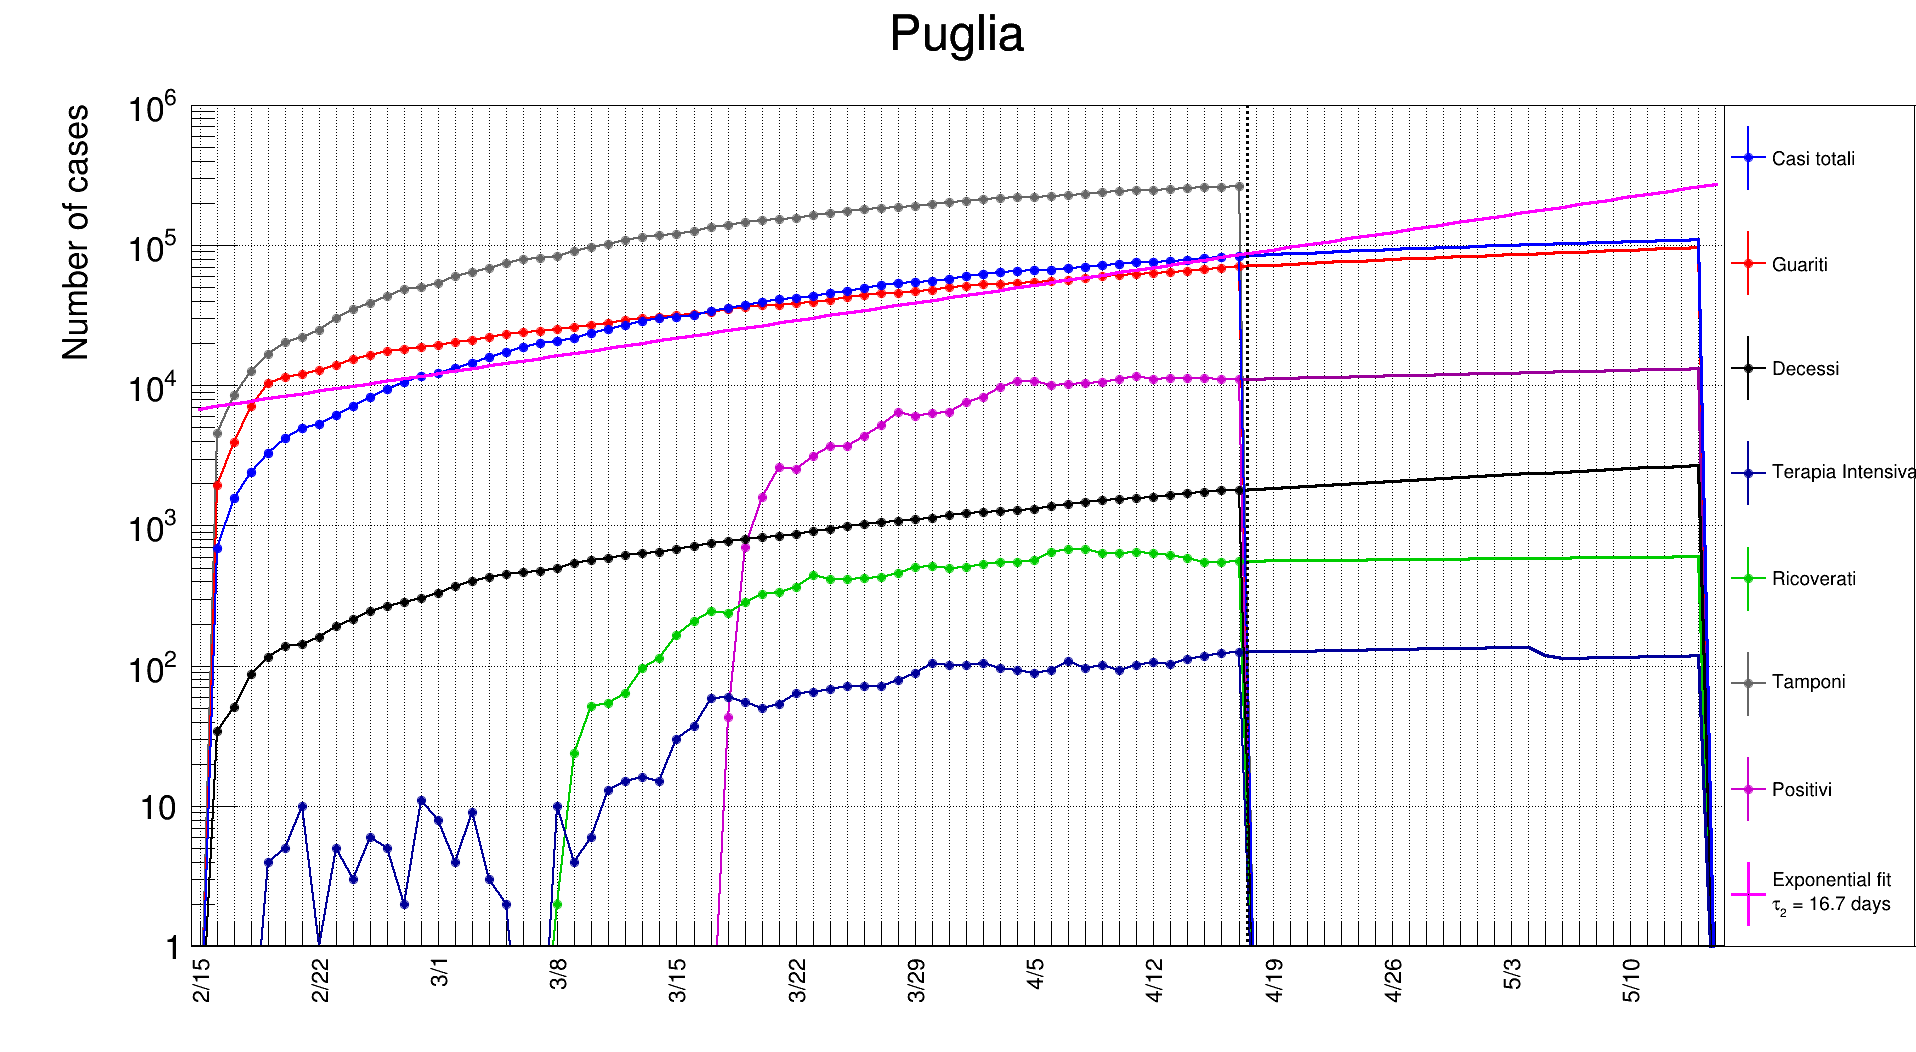 Puglia
Number of cases
10^6
10^5
10^4
10^3
10^2
10
1
2/15
2/22
3/1
3/8
3/15
3/22
3/29
4/5
4/12
4/19
4/26
5/3
5/10
Casi totali
Guariti
Decessi
Terapia Intensiva
Ricoverati
Tamponi
Positivi
Exponential fit
τ₂ = 16.7 days